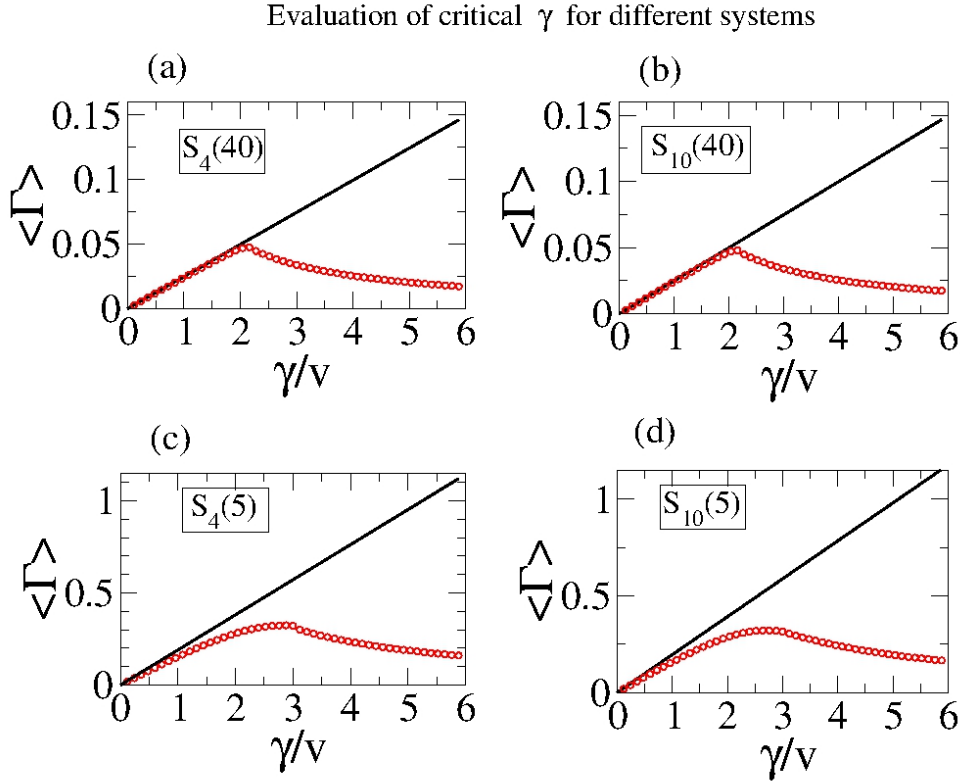 Evaluation of critical γ for different systems
(a)
(b)
0.15
0.1
0.05
0
<Γ>
S4(40)
0 1 2 3 4 5 6
γ/v
0.15
0.1
0.05
0
<Γ>
S10(40)
0 1 2 3 4 5 6
γ/v
(c)
(d)
1
0.5
0
<Γ>
S4(5)
0 1 2 3 4 5 6
γ/v
1
0.5
0
<Γ>
S10(5)
0 1 2 3 4 5 6
γ/v